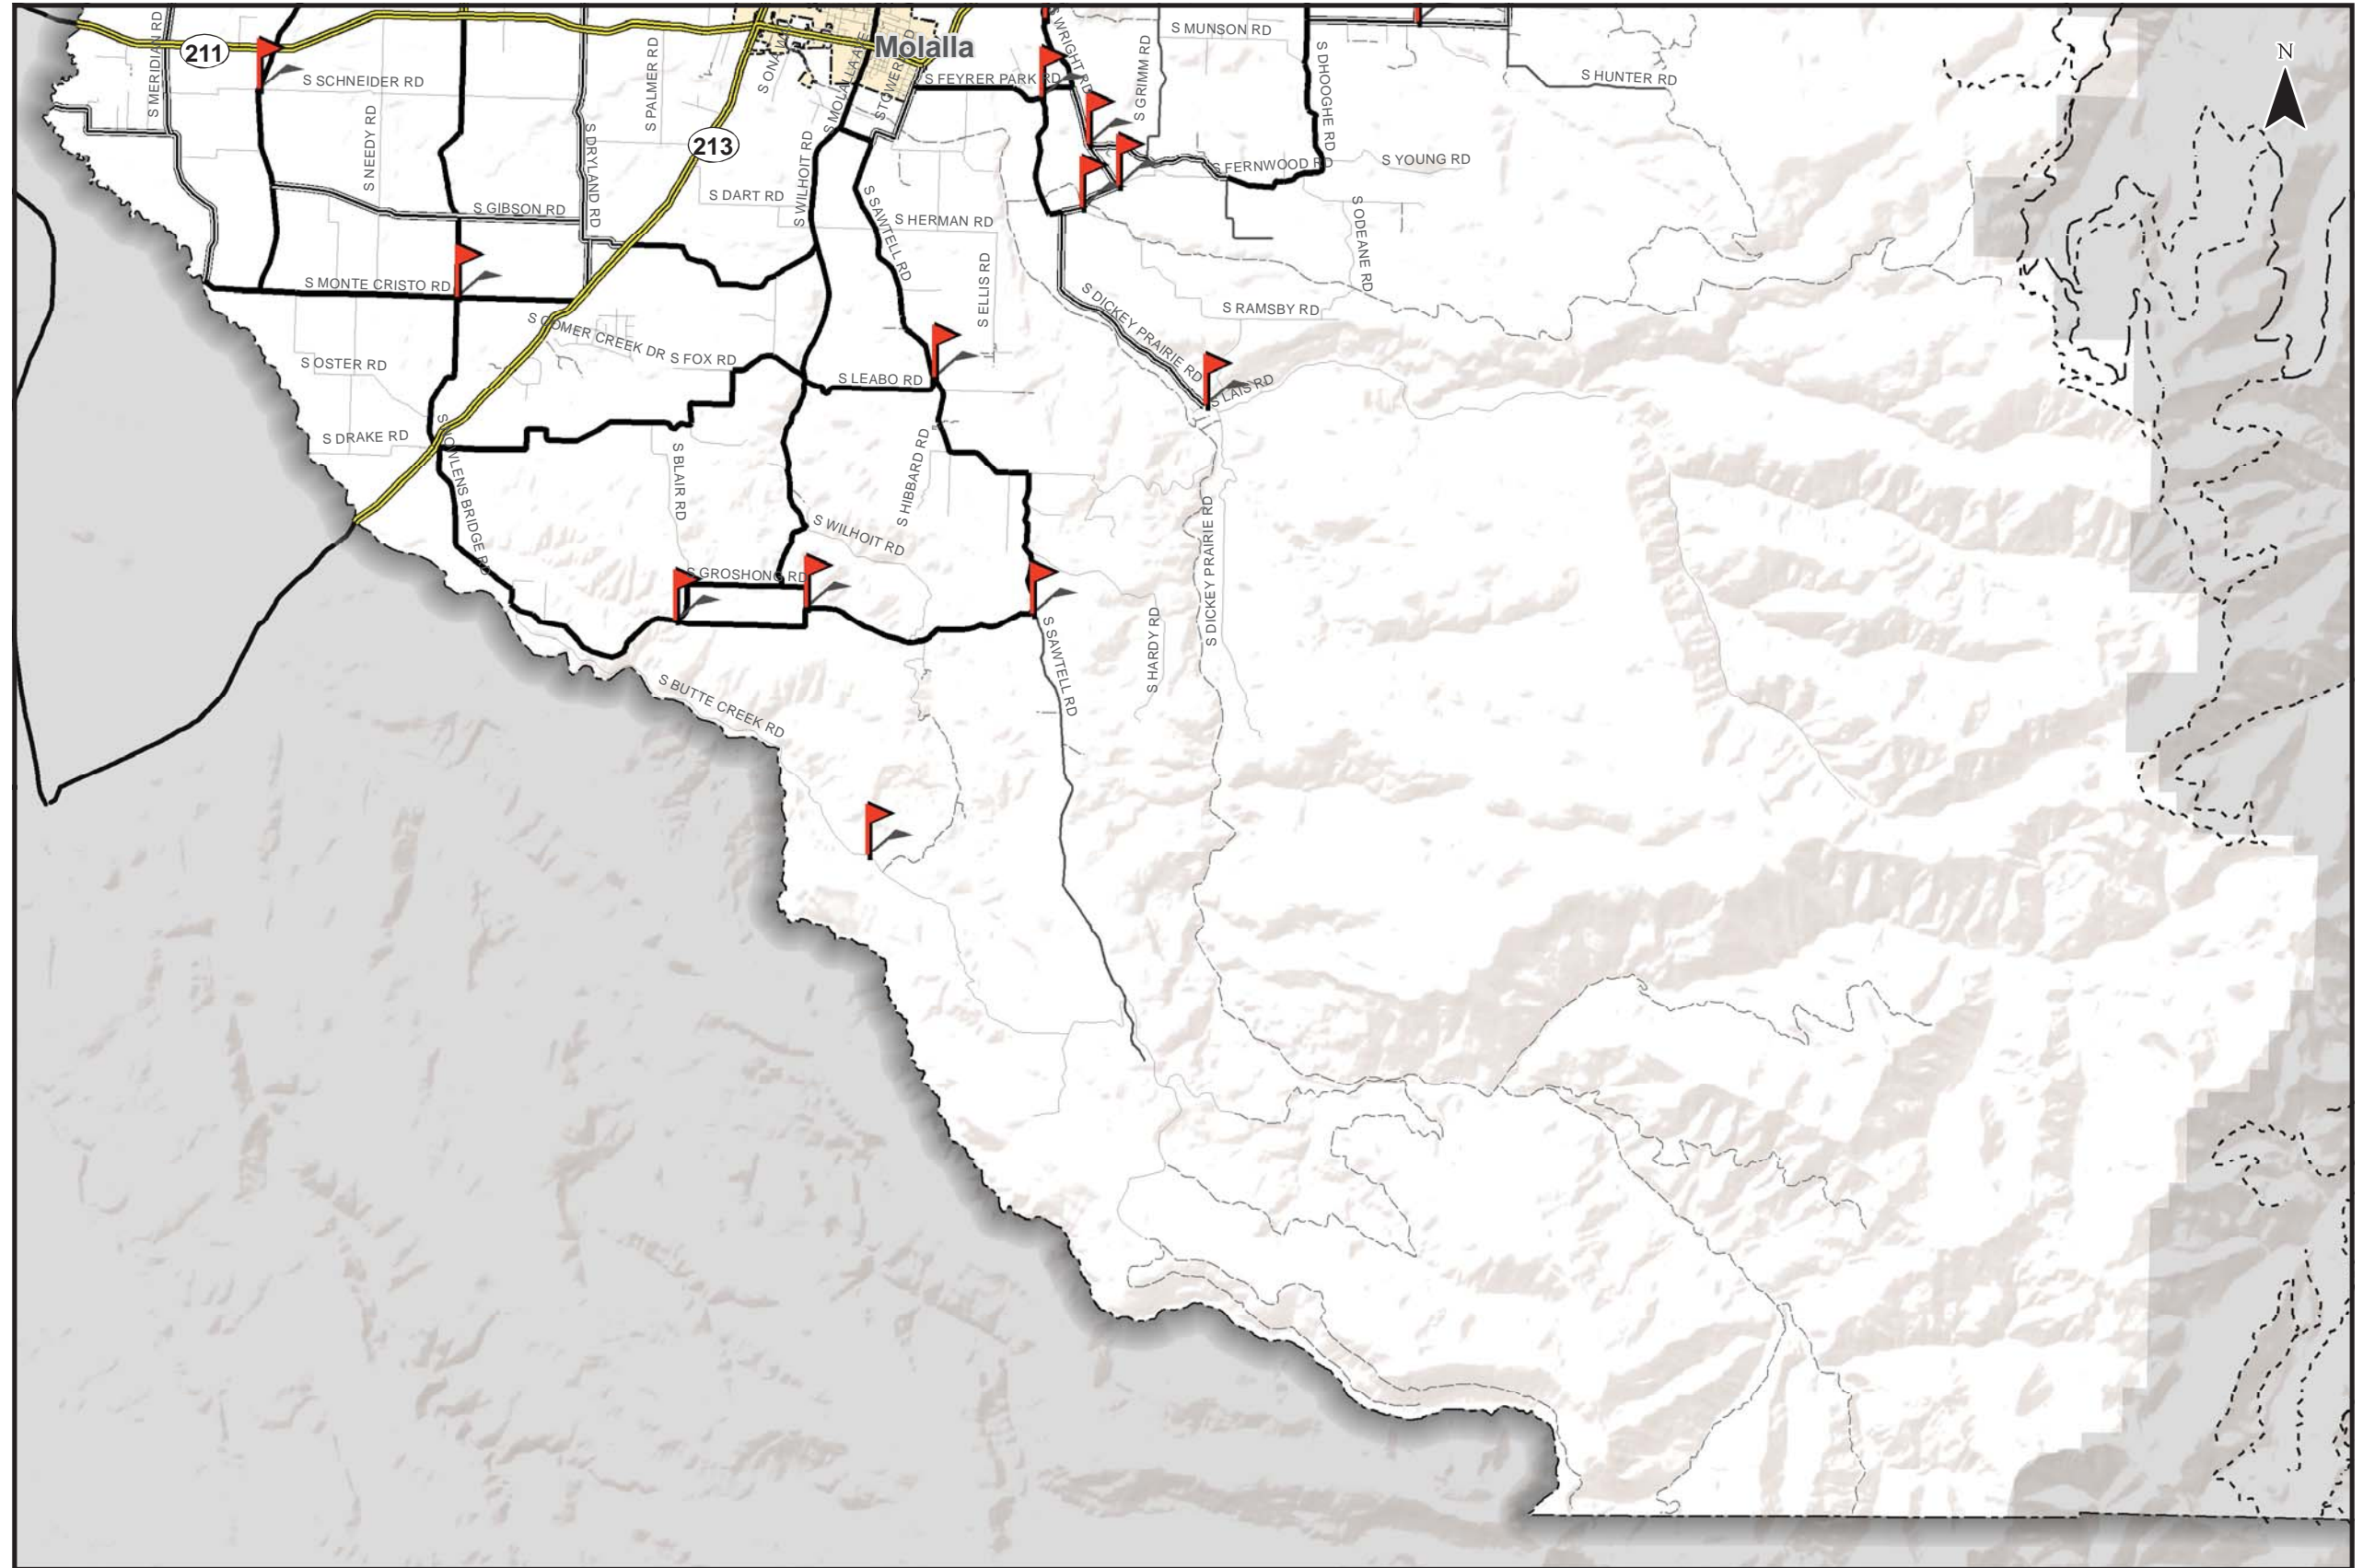 S MERIDIAN RD
211
S SCHNEIDER RD
S NEEDY RD
S PALMER RD
213
Molalla
S MOLALLA AVE
S FEYRER PARK RD
S WRIGHT RD
S GRIMM RD
S MUNSON RD
S DHOOGHE RD
S HUNTER RD
N
S DRYLAND RD
S GIBSON RD
S DART RD
S WILHOIT RD
S SAWTELL RD
S HERMAN RD
S ELLIS RD
S FERNWOOD RD
S YOUNG RD
S ODEANE RD
S MONTE CRISTO RD
S COMER CREEK DR
S FOX RD
S OSTER RD
S LEABO RD
S DICKEY PRAIRIE RD
S RAMSBY RD
S LAIS RD
S DRAKE RD
S BLAIR RD
S HIBBARD RD
S WILHOIT RD
S GROSHONG RD
S DICKEY PRAIRIE RD
S HARDY RD
S SAWTELL RD
S BUTTE CREEK RD